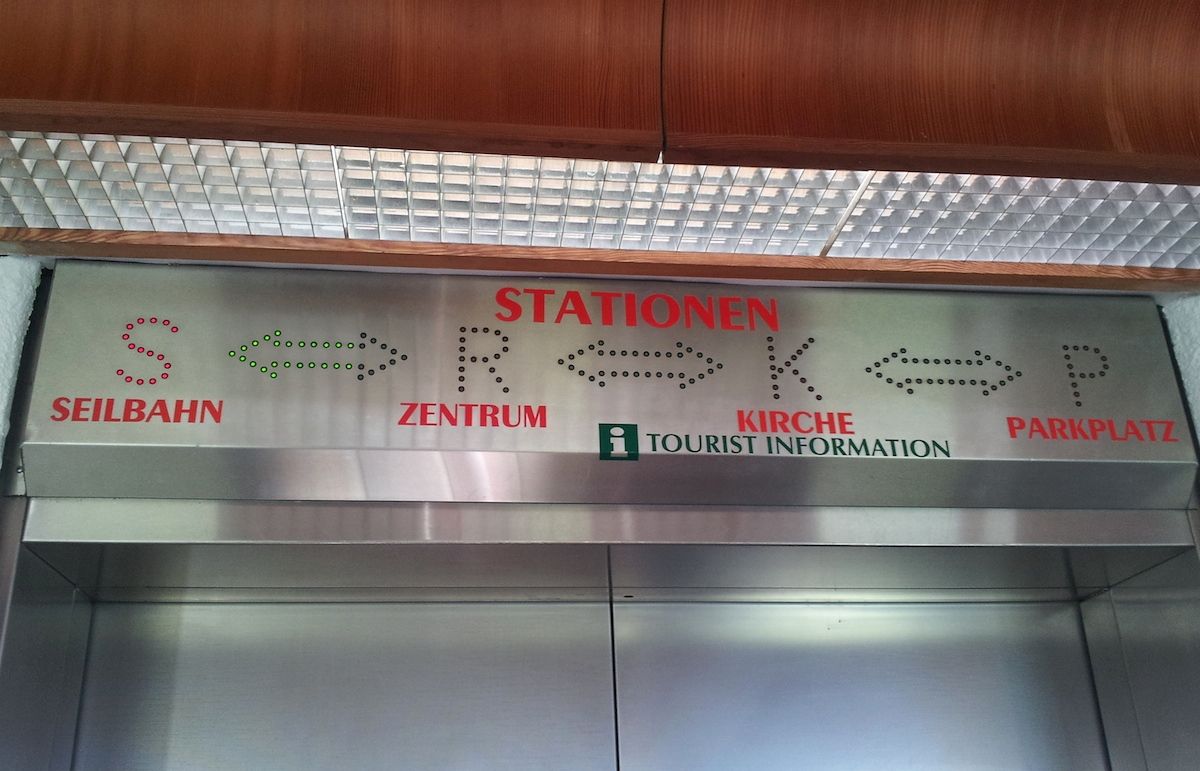 STATIONEN
S R K P
SEILBAHN ZENTRUM KIRCHE PARKPLATZ
i TOURIST INFORMATION